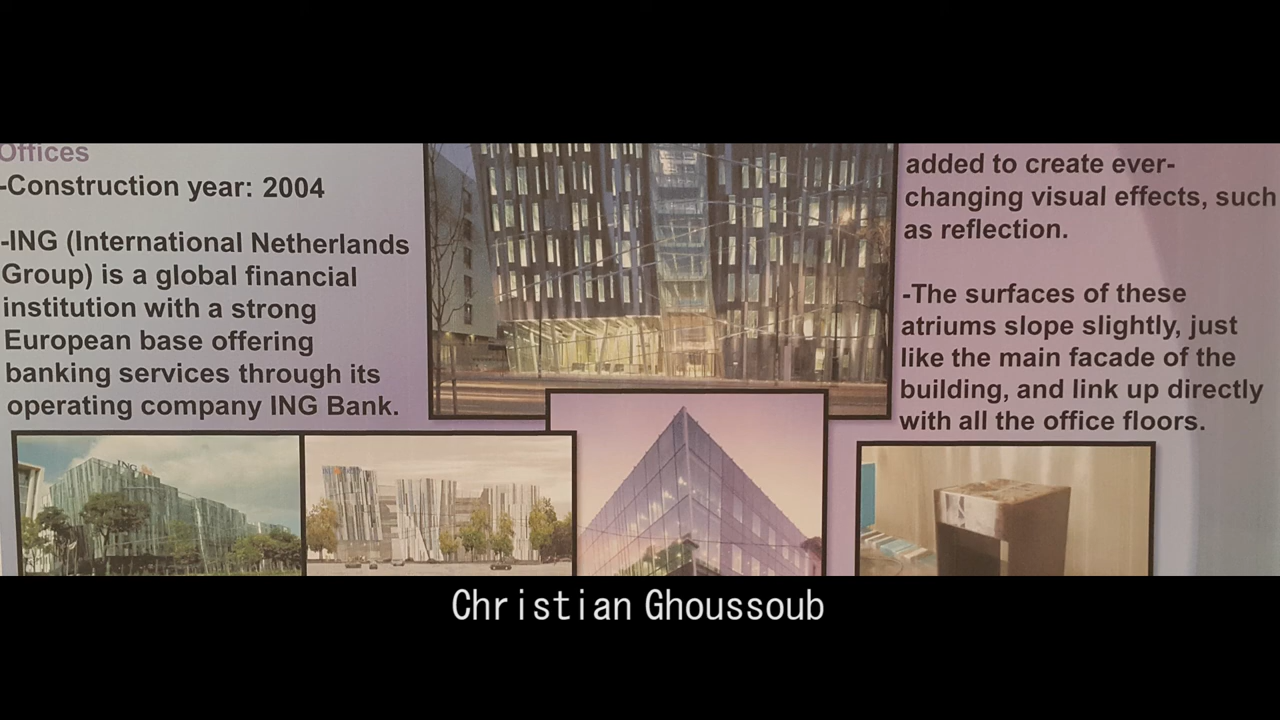 Offices
-Construction year: 2004
-ING (International Netherlands
Group) is a global financial
institution with a strong
European base offering
banking services through its
operating company ING Bank.
added to create ever-
changing visual effects, such
as reflection.
-The surfaces of these
atriums slope slightly, just
like the main facade of the
building, and link up directly
with all the office floors.
ING
Christian Ghoussoub